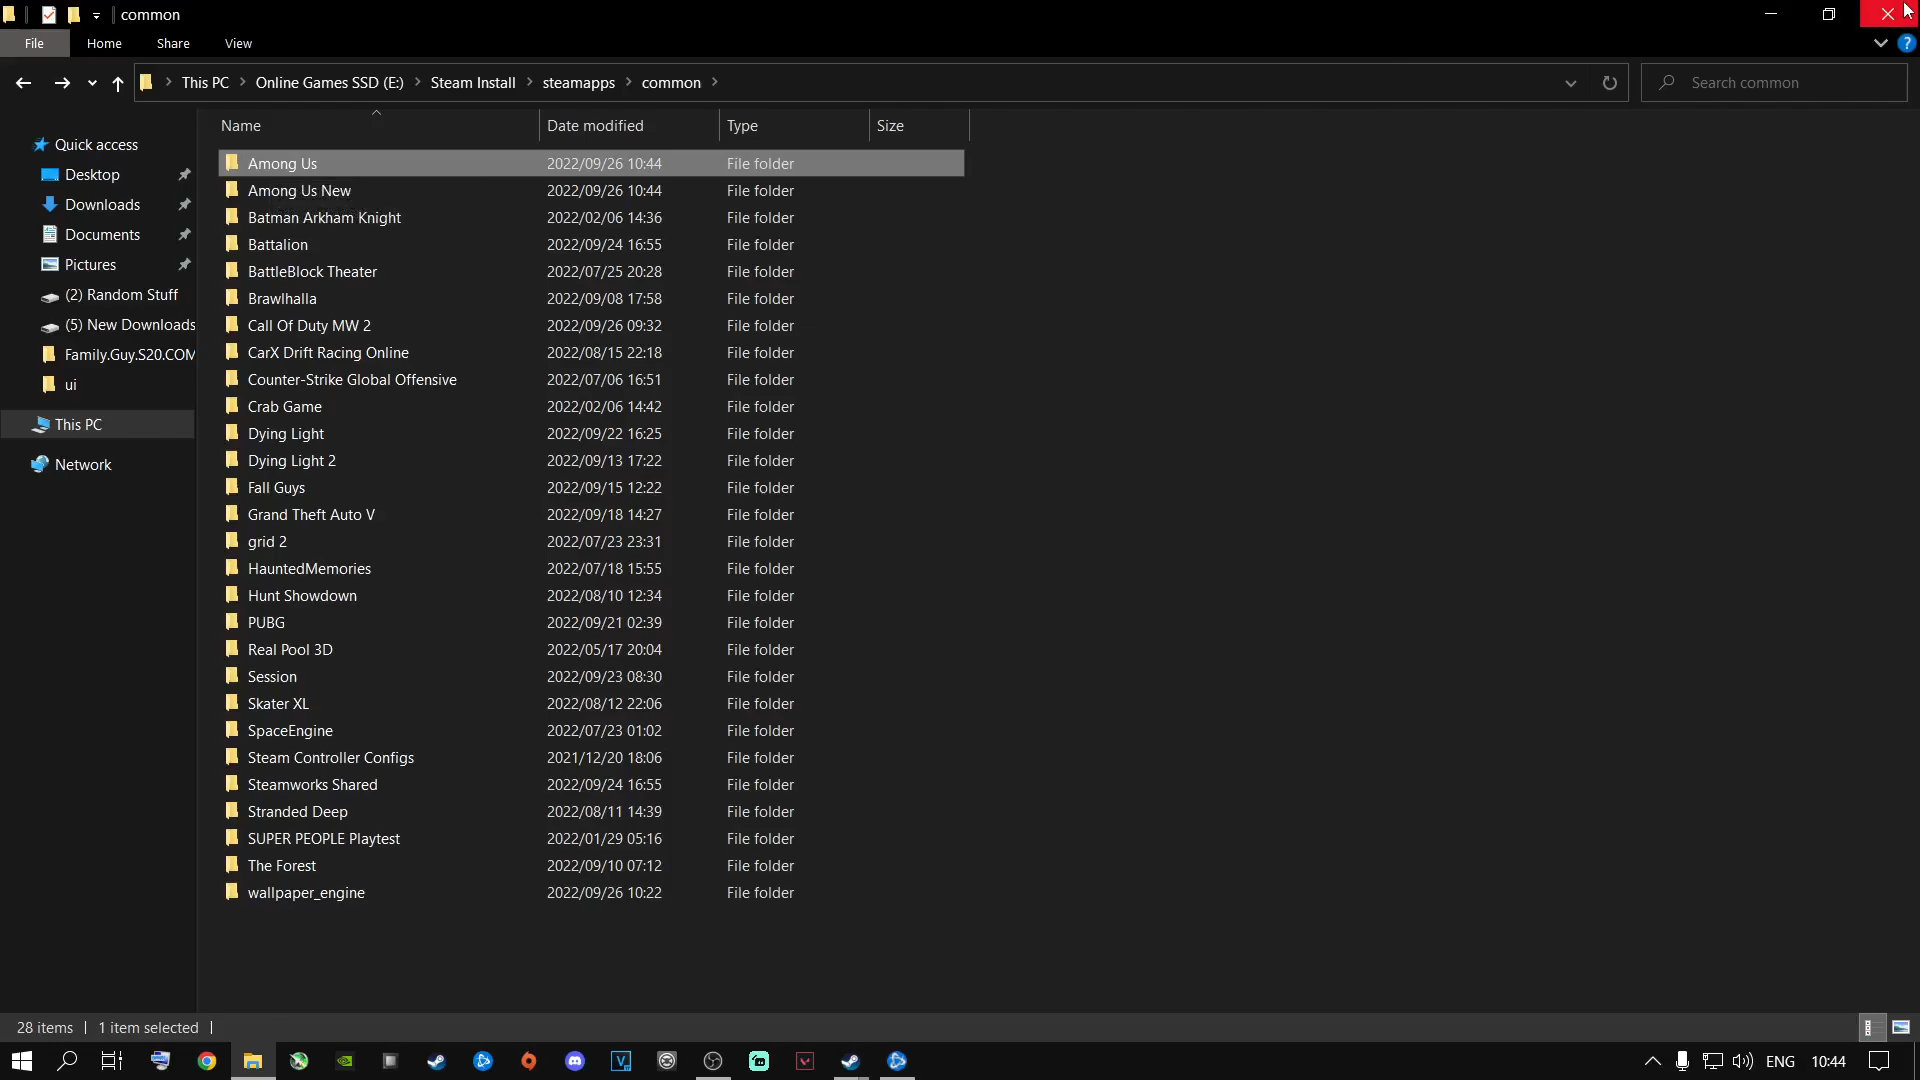 common
File Home Share View
This PC Online Games SSD (E:) Steam Install steamapps common Search common
Name Date modified Type Size
Quick access
Desktop
Downloads
Documents
Pictures
(2) Random Stuff
(5) New Downloads
Family.Guy.S20.COM
ui
This PC
Network
Among Us 2022/09/26 10:44 File folder
Among Us New 2022/09/26 10:44 File folder
Batman Arkham Knight 2022/02/06 14:36 File folder
Battalion 2022/09/24 16:55 File folder
BattleBlock Theater 2022/07/25 20:28 File folder
Brawlhalla 2022/09/08 17:58 File folder
Call Of Duty MW 2 2022/09/26 09:32 File folder
CarX Drift Racing Online 2022/08/15 22:18 File folder
Counter-Strike Global Offensive 2022/07/06 16:51 File folder
Crab Game 2022/02/06 14:42 File folder
Dying Light 2022/09/22 16:25 File folder
Dying Light 2 2022/09/13 17:22 File folder
Fall Guys 2022/09/15 12:22 File folder
Grand Theft Auto V 2022/09/18 14:27 File folder
grid 2 2022/07/23 23:31 File folder
HauntedMemories 2022/07/18 15:55 File folder
Hunt Showdown 2022/08/10 12:34 File folder
PUBG 2022/09/21 02:39 File folder
Real Pool 3D 2022/05/17 20:04 File folder
Session 2022/09/23 08:30 File folder
Skater XL 2022/08/12 22:06 File folder
SpaceEngine 2022/07/23 01:02 File folder
Steam Controller Configs 2021/12/20 18:06 File folder
Steamworks Shared 2022/09/24 16:55 File folder
Stranded Deep 2022/08/11 14:39 File folder
SUPER PEOPLE Playtest 2022/01/29 05:16 File folder
The Forest 2022/09/10 07:12 File folder
wallpaper_engine 2022/09/26 10:22 File folder
28 items 1 item selected
ENG 10:44